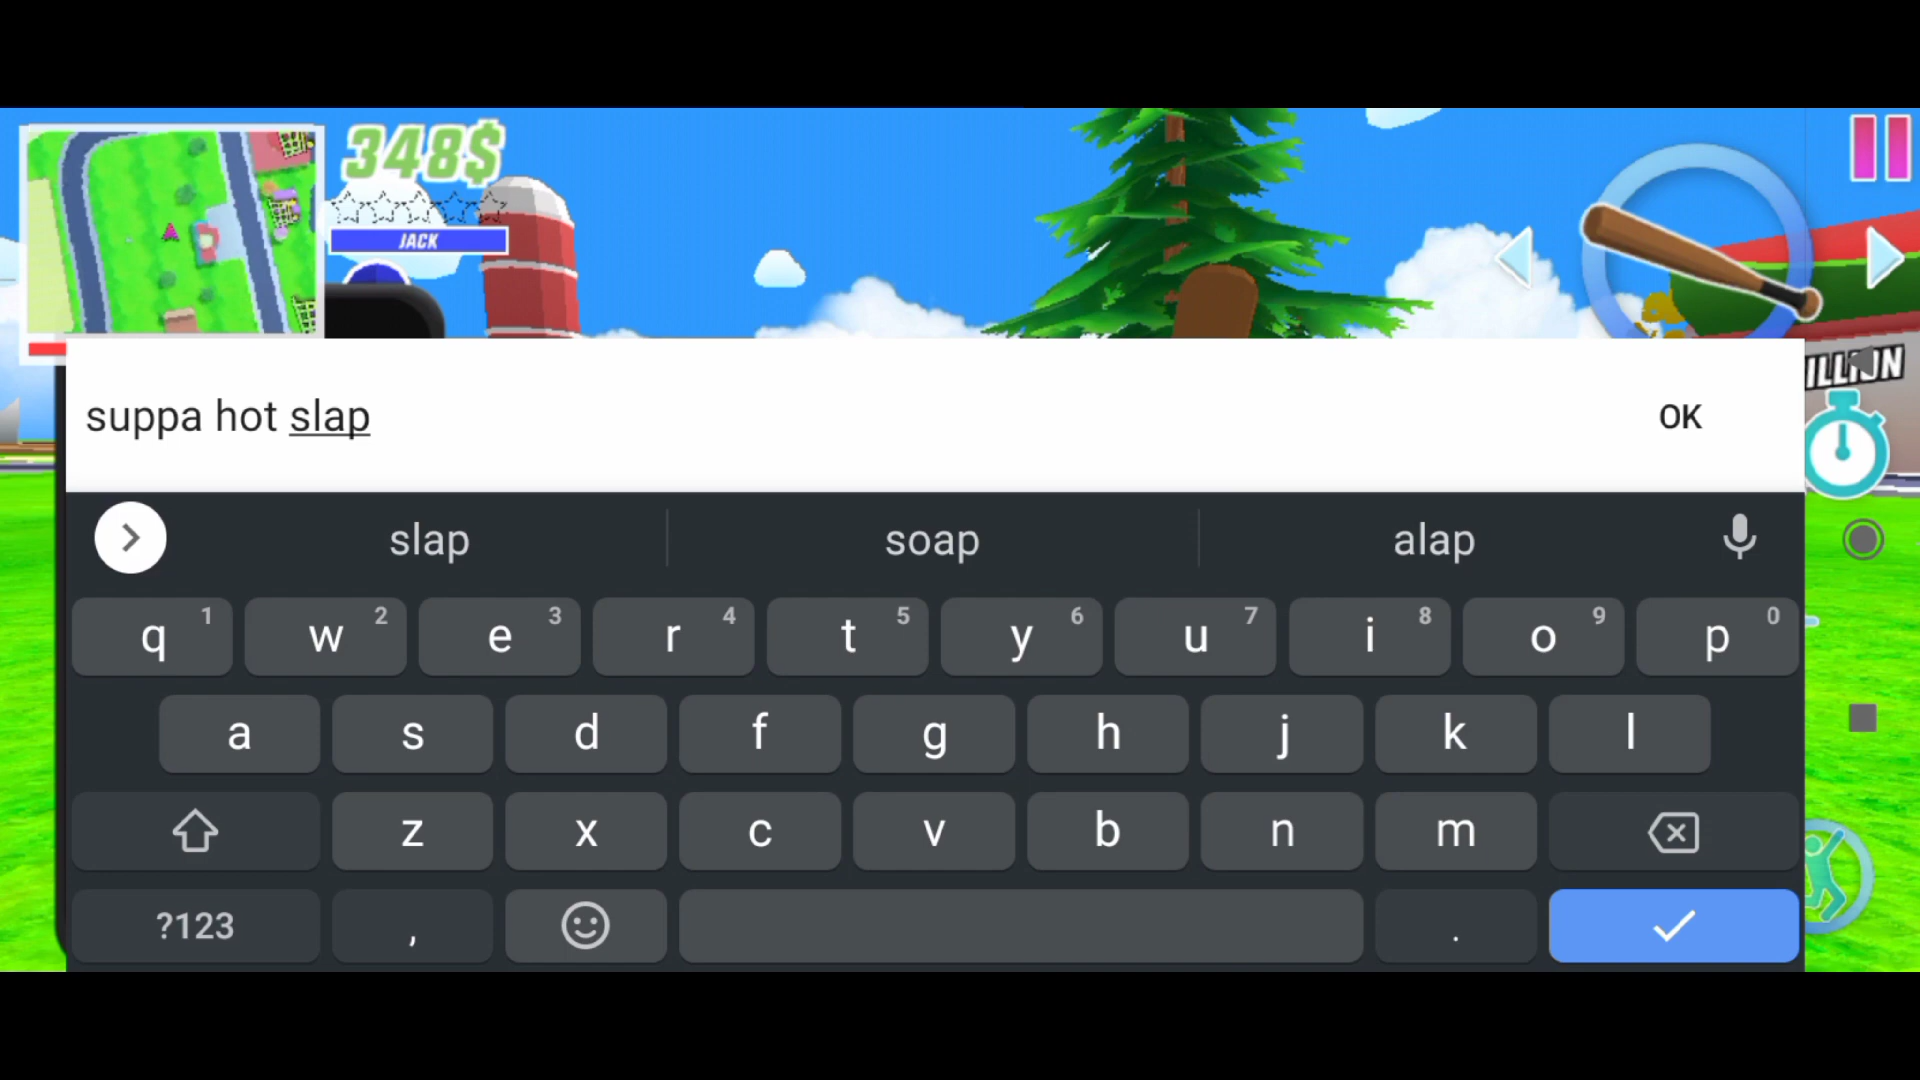 348$
JACK
ILLION
suppa hot slap
OK
slap soap alap
q 1 w 2 e 3 r 4 t 5 y 6 u 7 i 8 o 9 p 0
a s d f g h j k l
z x c v b n m
?123 , .